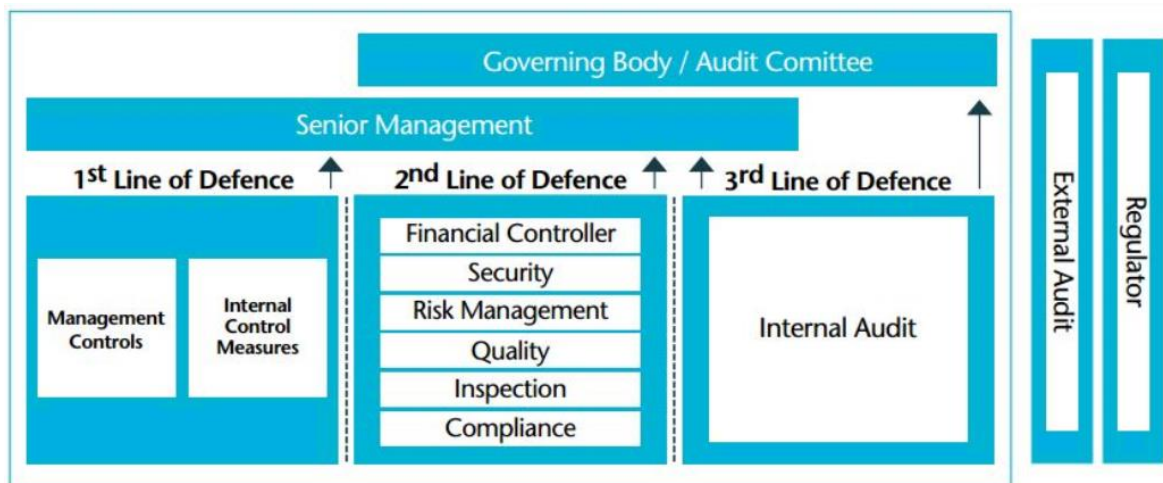 Governing Body / Audit Comittee
Senior Management
1st Line of Defence
2nd Line of Defence
3rd Line of Defence
Management
Controls
Internal
Control
Measures
Financial Controller
Security
Risk Management
Quality
Inspection
Compliance
Internal Audit
External Audit
Regulator